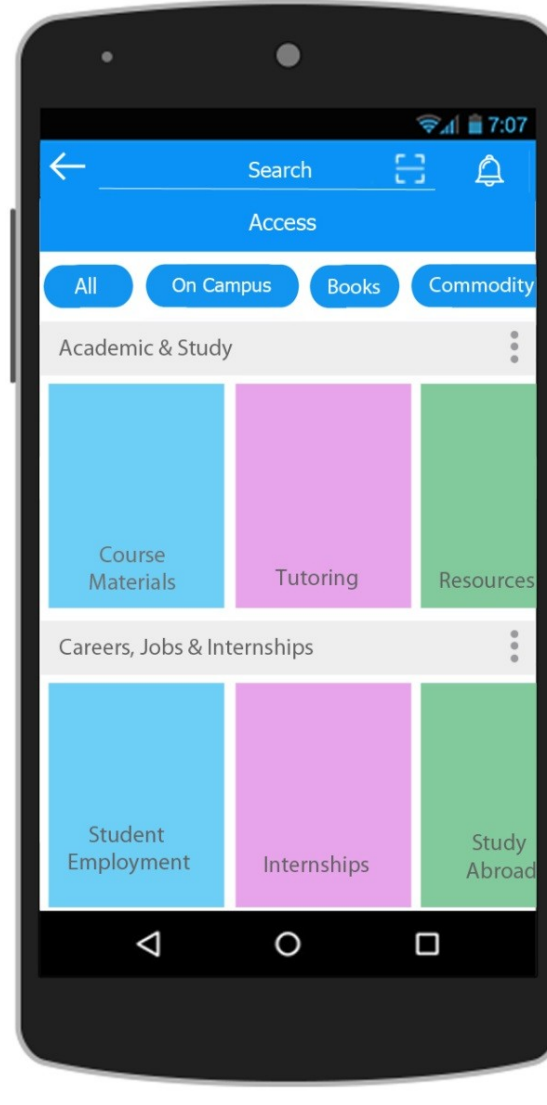 7:07
Search
Access
All On Campus Books Commodity
Academic & Study
Course
Materials
Tutoring
Resources
Careers, Jobs & Internships
Student
Employment
Internships
Study
Abroad